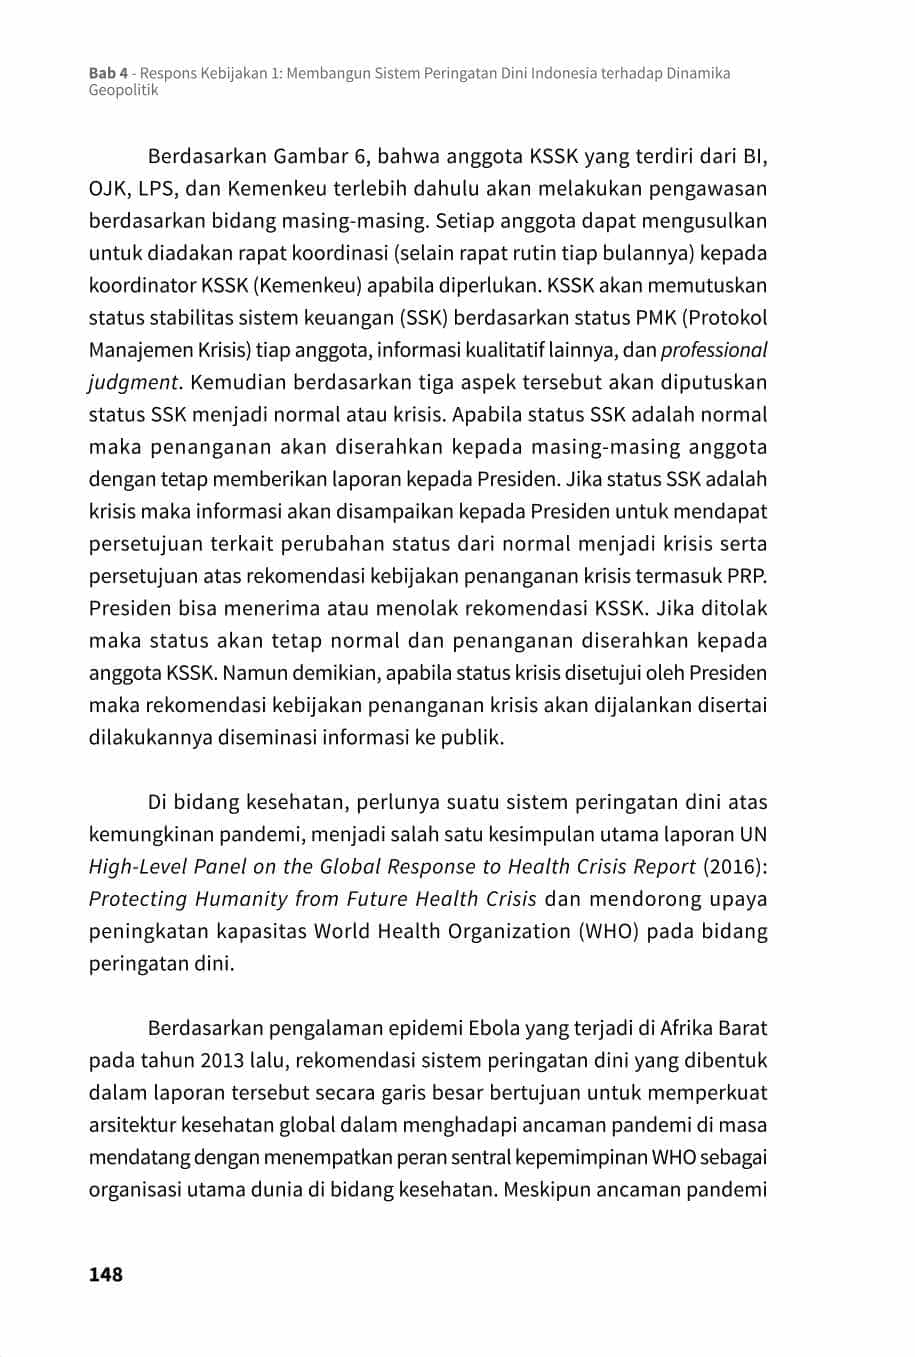 Bab 4 - Respons Kebijakan 1: Membangun Sistem Peringatan Dini Indonesia terhadap Dinamika
Geopolitik
Berdasarkan Gambar 6, bahwa anggota KSSK yang terdiri dari BI,
OJK, LPS, dan Kemenkeu terlebih dahulu akan melakukan pengawasan
berdasarkan bidang masing-masing. Setiap anggota dapat mengusulkan
untuk diadakan rapat koordinasi (selain rapat rutin tiap bulannya) kepada
koordinator KSSK (Kemenkeu) apabila diperlukan. KSSK akan memutuskan
status stabilitas sistem keuangan (SSK) berdasarkan status PMK (Protokol
Manajemen Krisis) tiap anggota, informasi kualitatif lainnya, dan professional
judgment. Kemudian berdasarkan tiga aspek tersebut akan diputuskan
status SSK menjadi normal atau krisis. Apabila status SSK adalah normal
maka penanganan akan diserahkan kepada masing-masing anggota
dengan tetap memberikan laporan kepada Presiden. Jika status SSK adalah
krisis maka informasi akan disampaikan kepada Presiden untuk mendapat
persetujuan terkait perubahan status dari normal menjadi krisis serta
persetujuan atas rekomendasi kebijakan penanganan krisis termasuk PRP.
Presiden bisa menerima atau menolak rekomendasi KSSK. Jika ditolak
maka status akan tetap normal dan penanganan diserahkan kepada
anggota KSSK. Namun demikian, apabila status krisis disetujui oleh Presiden
maka rekomendasi kebijakan penanganan krisis akan dijalankan disertai
dilakukannya diseminasi informasi ke publik.
Di bidang kesehatan, perlunya suatu sistem peringatan dini atas
kemungkinan pandemi, menjadi salah satu kesimpulan utama laporan UN
High-Level Panel on the Global Response to Health Crisis Report (2016):
Protecting Humanity from Future Health Crisis dan mendorong upaya
peningkatan kapasitas World Health Organization (WHO) pada bidang
peringatan dini.
Berdasarkan pengalaman epidemi Ebola yang terjadi di Afrika Barat
pada tahun 2013 lalu, rekomendasi sistem peringatan dini yang dibentuk
dalam laporan tersebut secara garis besar bertujuan untuk memperkuat
arsitektur kesehatan global dalam menghadapi ancaman pandemi di masa
mendatang dengan menempatkan peran sentral kepemimpinan WHO sebagai
organisasi utama dunia di bidang kesehatan. Meskipun ancaman pandemi
148